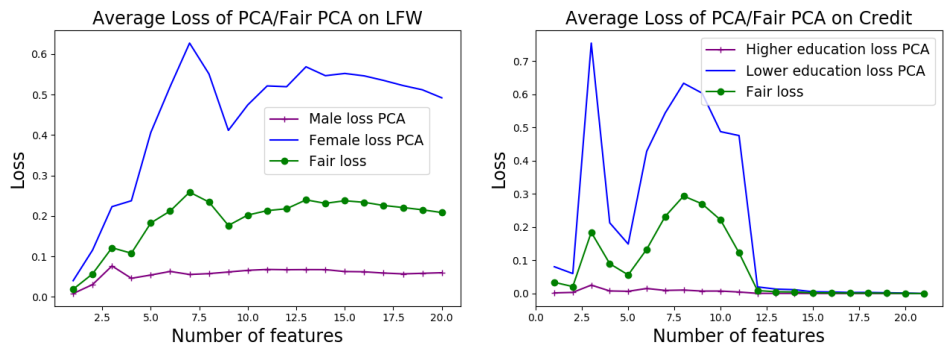 Average Loss of PCA/Fair PCA on LFW
Loss
0.6
0.5
0.4
0.3
0.2
0.1
0.0
Male loss PCA
Female loss PCA
Fair loss
2.5
5.0
7.5
10.0
12.5
15.0
17.5
20.0
Number of features
Average Loss of PCA/Fair PCA on Credit
Loss
0.7
0.6
0.5
0.4
0.3
0.2
0.1
0.0
Higher education loss PCA
Lower education loss PCA
Fair loss
0.0
2.5
5.0
7.5
10.0
12.5
15.0
17.5
20.0
Number of features